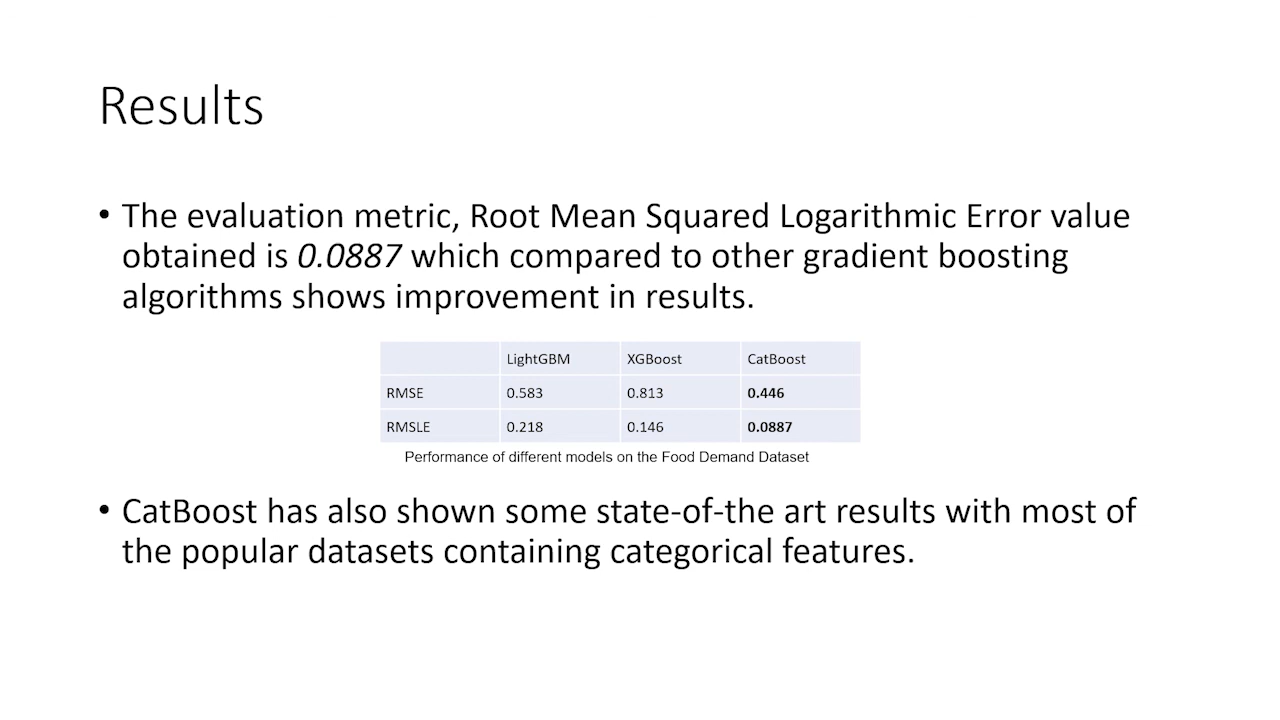 Results
• The evaluation metric, Root Mean Squared Logarithmic Error value
obtained is 0.0887 which compared to other gradient boosting
algorithms shows improvement in results.
LightGBM XGBoost CatBoost
RMSE 0.583 0.813 0.446
RMSLE 0.218 0.146 0.0887
Performance of different models on the Food Demand Dataset
• CatBoost has also shown some state-of-the art results with most of
the popular datasets containing categorical features.